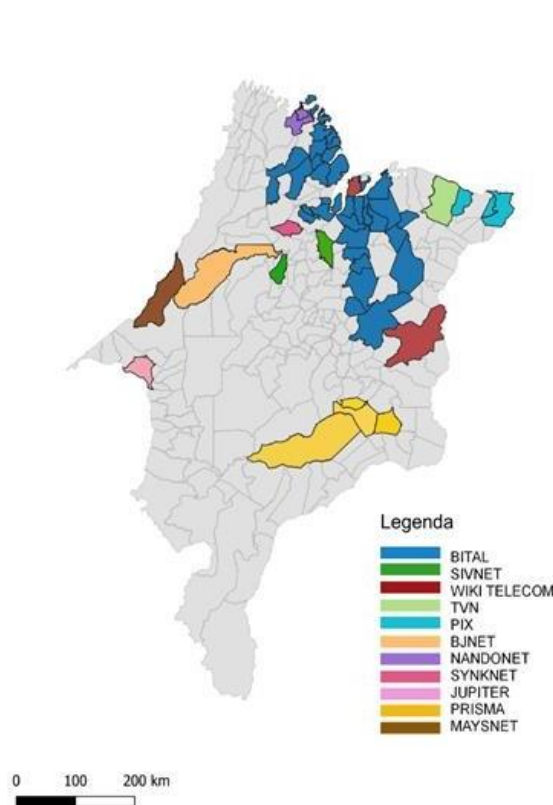 Legenda
BITAL
SIVNET
WIKI TELECOM
TVN
PIX
BJNET
NANDONET
SYNKNET
JUPITER
PRISMA
MAYSNET
0 100 200 km